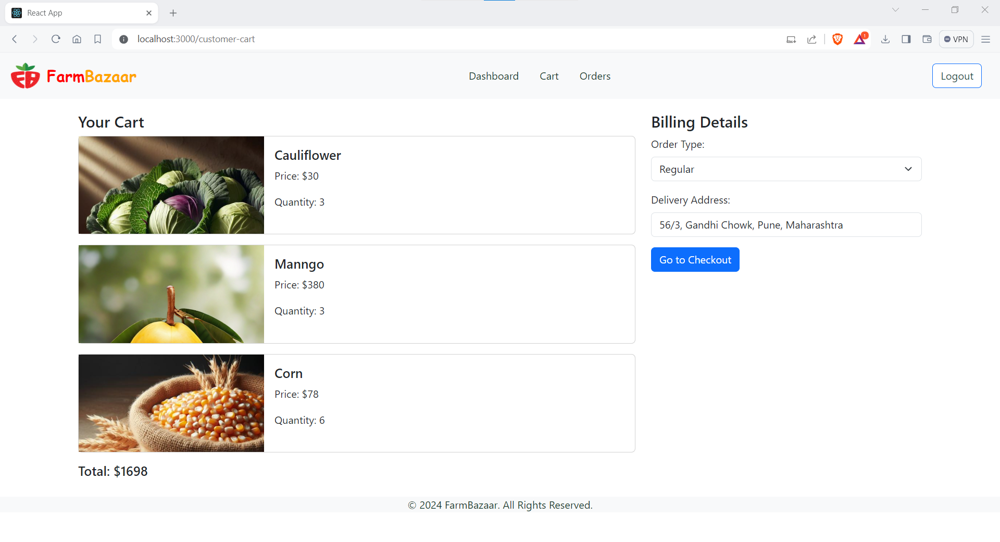 React App
localhost:3000/customer-cart
1
VPN
FarmBazaar
Dashboard
Cart
Orders
Logout
Your Cart
Cauliflower
Price: $30
Quantity: 3
Manngo
Price: $380
Quantity: 3
Corn
Price: $78
Quantity: 6
Total: $1698
Billing Details
Order Type:
Regular
Delivery Address:
56/3, Gandhi Chowk, Pune, Maharashtra
Go to Checkout
© 2024 FarmBazaar. All Rights Reserved.